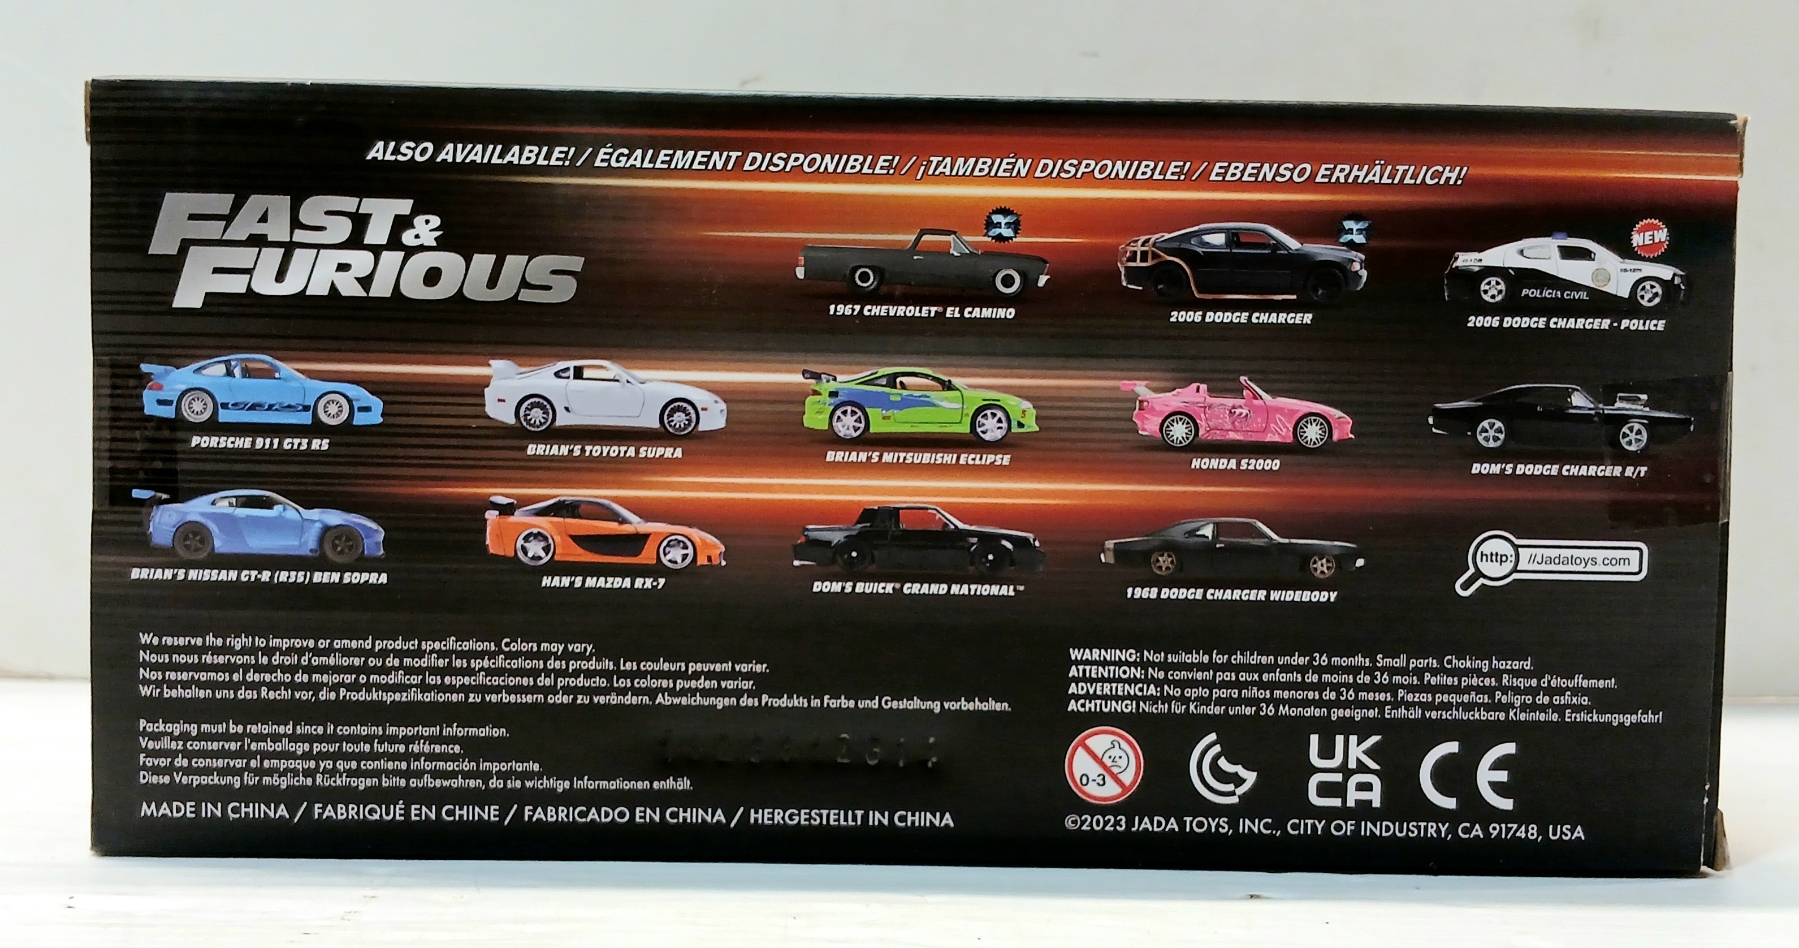 ALSO AVAILABLE! / ÉGALEMENT DISPONIBLE! / ¡TAMBIÉN DISPONIBLE! / EBENSO ERHÄLTLICH!
FAST &
FURIOUS
NEW
POLÍCIA CIVIL
1967 CHEVROLET® EL CAMINO
2006 DODGE CHARGER
2006 DODGE CHARGER - POLICE
PORSCHE 911 GT3 RS
BRIAN'S TOYOTA SUPRA
BRIAN'S MITSUBISHI ECLIPSE
HONDA S2000
DOM'S DODGE CHARGER R/T
BRIAN'S NISSAN GT-R (R35) BEN SOPRA
HAN'S MAZDA RX-7
DOM'S BUICK® GRAND NATIONAL™
1968 DODGE CHARGER WIDEBODY
http: //Jadatoys.com
We reserve the right to improve or amend product specifications. Colors may vary.
Nous nous réservons le droit d'améliorer ou de modifier les spécifications des produits. Les couleurs peuvent varier.
Nos reservamos el derecho de mejorar o modificar las especificaciones del producto. Los colores pueden variar.
Wir behalten uns das Recht vor, die Produktspezifikationen zu verbessern oder zu verändern. Abweichungen des Produkts in Farbe und Gestaltung vorbehalten.
Packaging must be retained since it contains important information.
Veuillez conserver l'emballage pour toute future référence.
Favor de conservar el empaque ya que contiene información importante.
Diese Verpackung für mögliche Rückfragen bitte aufbewahren, da sie wichtige Informationen enthält.
MADE IN CHINA / FABRIQUÉ EN CHINE / FABRICADO EN CHINA / HERGESTELLT IN CHINA
WARNING: Not suitable for children under 36 months. Small parts. Choking hazard.
ATTENTION: Ne convient pas aux enfants de moins de 36 mois. Petites pièces. Risque d'étouffement.
ADVERTENCIA: No apto para niños menores de 36 meses. Piezas pequeñas. Peligro de asfixia.
ACHTUNG! Nicht für Kinder unter 36 Monaten geeignet. Enthält verschluckbare Kleinteile. Erstickungsgefahr!
0-3
UK
CA
CE
©2023 JADA TOYS, INC., CITY OF INDUSTRY, CA 91748, USA